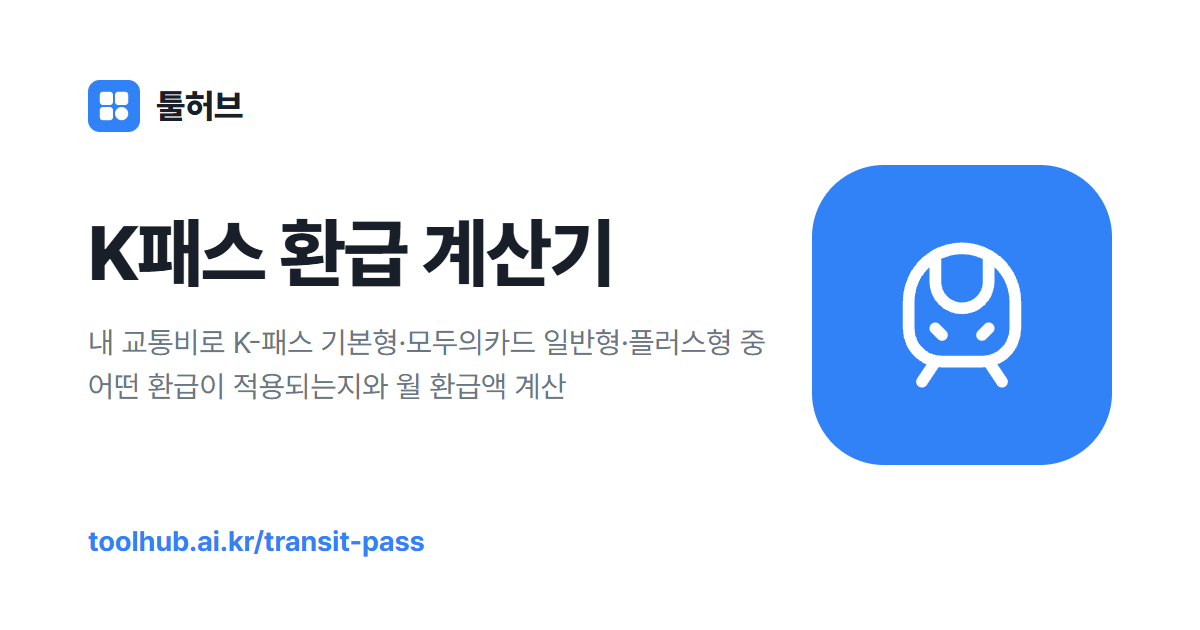 툴허브
K패스 환급 계산기
내 교통비로 K-패스 기본형·모두의카드 일반형·플러스형 중
어떤 환급이 적용되는지와 월 환급액 계산
toolhub.ai.kr/transit-pass